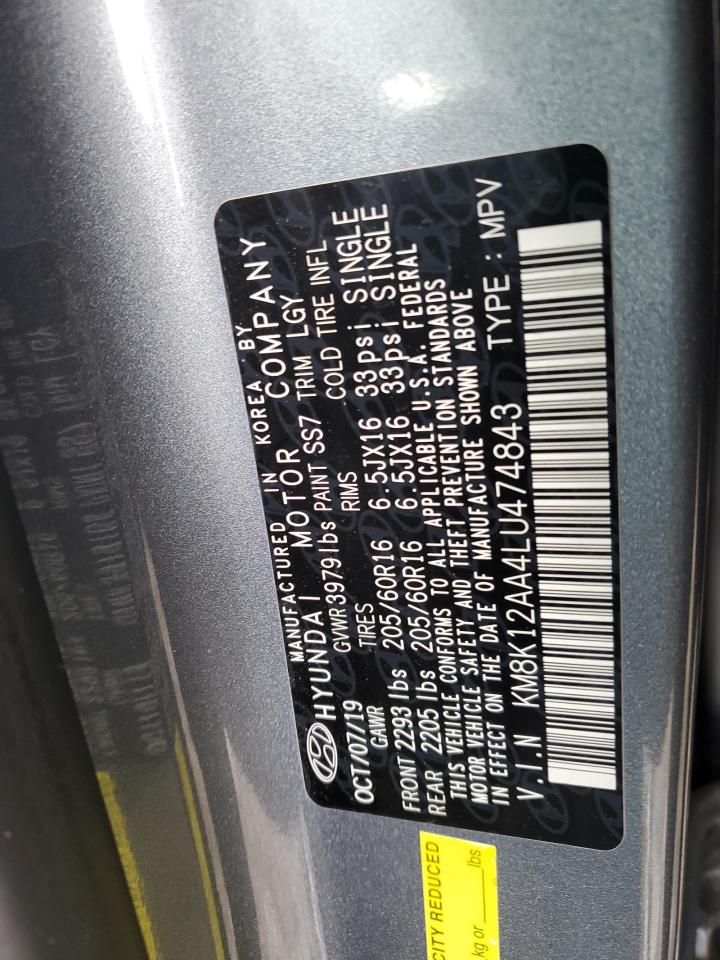 MANUFACTURED IN KOREA BY
HYUNDAI MOTOR COMPANY
OCT/07/19 GVWR 3979lbs PAINT SS7 TRIM LGY
GAWR TIRES RIMS COLD TIRE INFL
FRONT 2293 lbs 205/60R16 6.5JX16 33psi SINGLE
REAR 2205 lbs 205/60R16 6.5JX16 33psi SINGLE
THIS VEHICLE CONFORMS TO ALL APPLICABLE U.S.A. FEDERAL
MOTOR VEHICLE SAFETY AND THEFT PREVENTION STANDARDS
IN EFFECT ON THE DATE OF MANUFACTURE SHOWN ABOVE
V.I.N KM8K12AA4LU474843 TYPE : MPV
CITY REDUCED
kg or _____ lbs